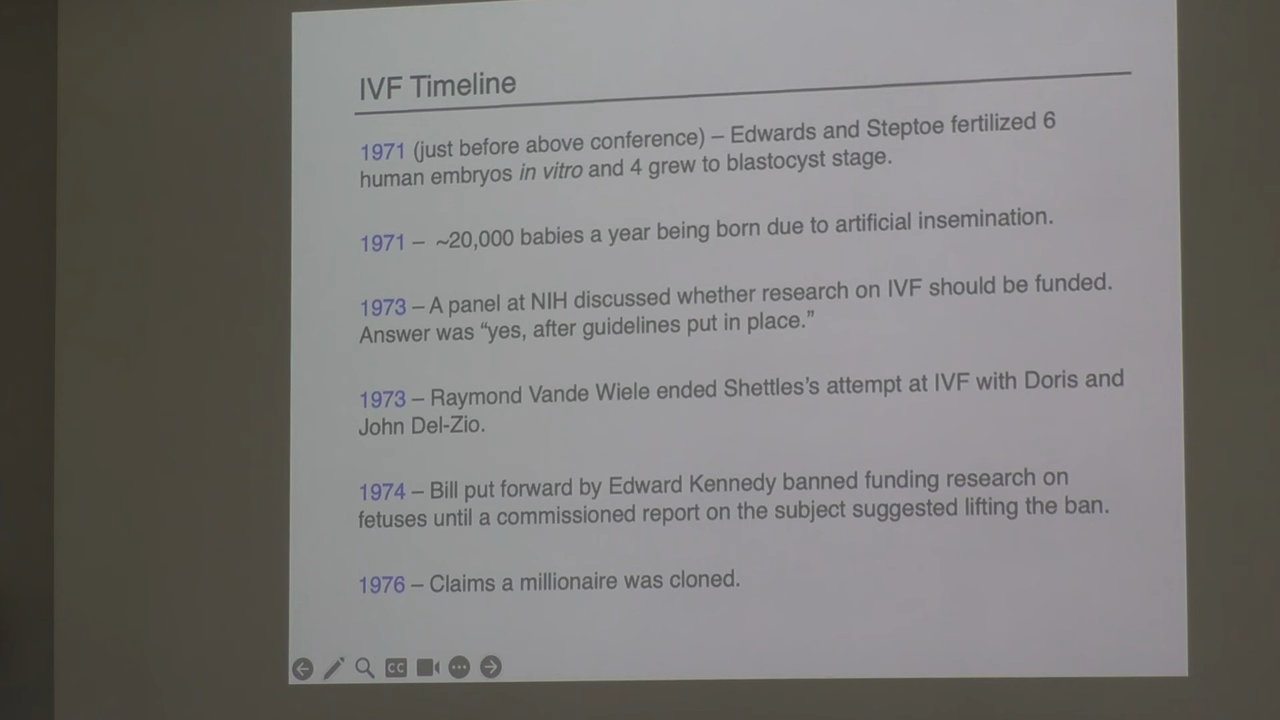 IVF Timeline
1971 (just before above conference) – Edwards and Steptoe fertilized 6
human embryos in vitro and 4 grew to blastocyst stage.
1971 – ~20,000 babies a year being born due to artificial insemination.
1973 – A panel at NIH discussed whether research on IVF should be funded.
Answer was “yes, after guidelines put in place.”
1973 – Raymond Vande Wiele ended Shettles’s attempt at IVF with Doris and
John Del-Zio.
1974 – Bill put forward by Edward Kennedy banned funding research on
fetuses until a commissioned report on the subject suggested lifting the ban.
1976 – Claims a millionaire was cloned.
CC